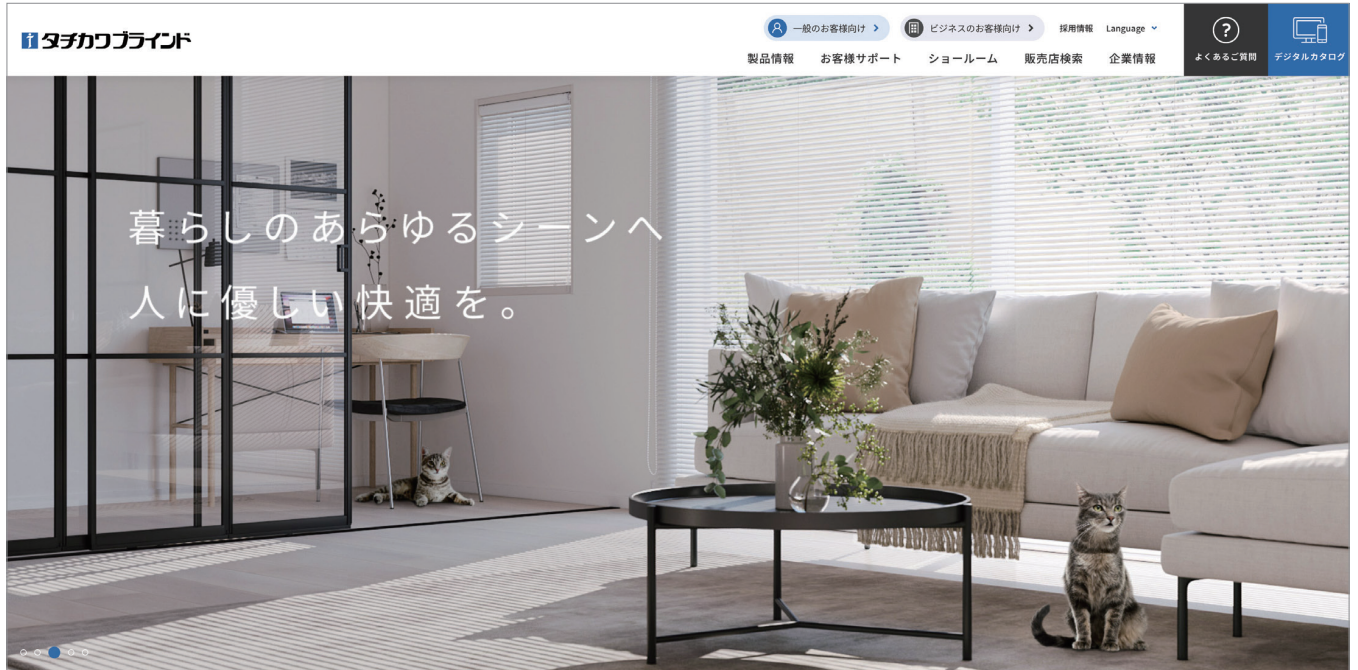 タチカワブラインド
一般のお客様向け
ビジネスのお客様向け
採用情報
Language
製品情報
お客様サポート
ショールーム
販売店検索
企業情報
?
よくあるご質問
デジタルカタログ
暮らしのあらゆるシーンへ
人に優しい快適を。